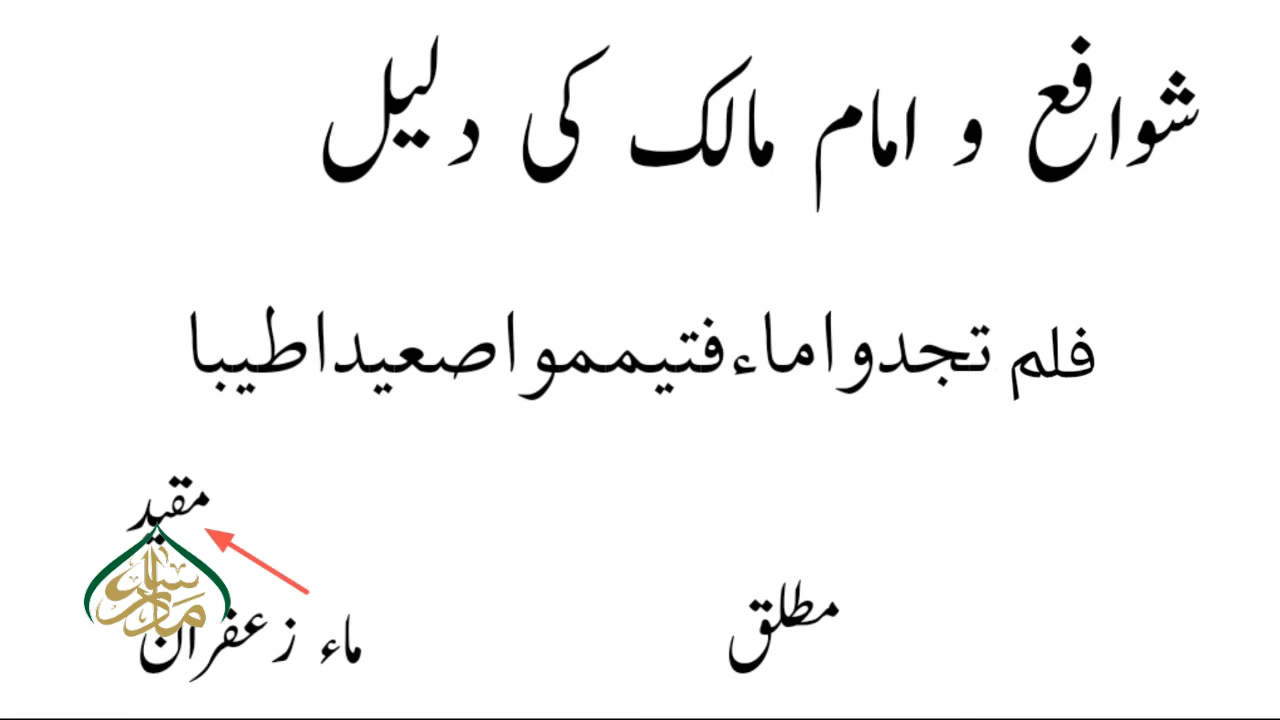 شوافع و امام مالک کی دلیل
فلم تجدوا ماء فتیمموا صعیدا طیبا
مقید
مطلق
ماء زعفران